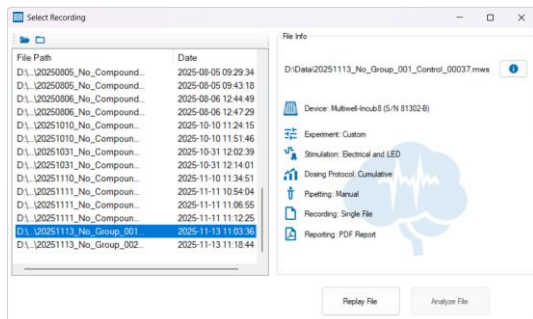 Select Recording
File Path Date
D:\...\20250805_No_Compound... 2025-08-05 09:29:34
D:\...\20250805_No_Compound... 2025-08-05 09:43:18
D:\...\20250806_No_Compound... 2025-08-06 12:44:49
D:\...\20250806_No_Compound... 2025-08-06 12:47:29
D:\...\20251010_No_Compoun... 2025-10-10 11:24:15
D:\...\20251010_No_Compoun... 2025-10-10 11:51:46
D:\...\20251031_No_Compoun... 2025-10-31 12:02:39
D:\...\20251031_No_Compoun... 2025-10-31 12:14:01
D:\...\20251110_No_Compoun... 2025-11-10 11:34:51
D:\...\20251111_No_Compoun... 2025-11-11 10:54:04
D:\...\20251111_No_Compoun... 2025-11-11 11:06:55
D:\...\20251111_No_Compoun... 2025-11-11 11:12:25
D:\...\20251113_No_Group_001... 2025-11-13 11:03:36
D:\...\20251113_No_Group_002... 2025-11-13 11:18:44
File Info
D:\Data\20251113_No_Group_001_Control_00037.mws
Device: Multiwell-Incub8 (S/N 81302-B)
Experiment: Custom
Stimulation: Electrical and LED
Dosing Protocol: Cumulative
Pipetting: Manual
Recording: Single File
Reporting: PDF Report
Replay File
Analyze File